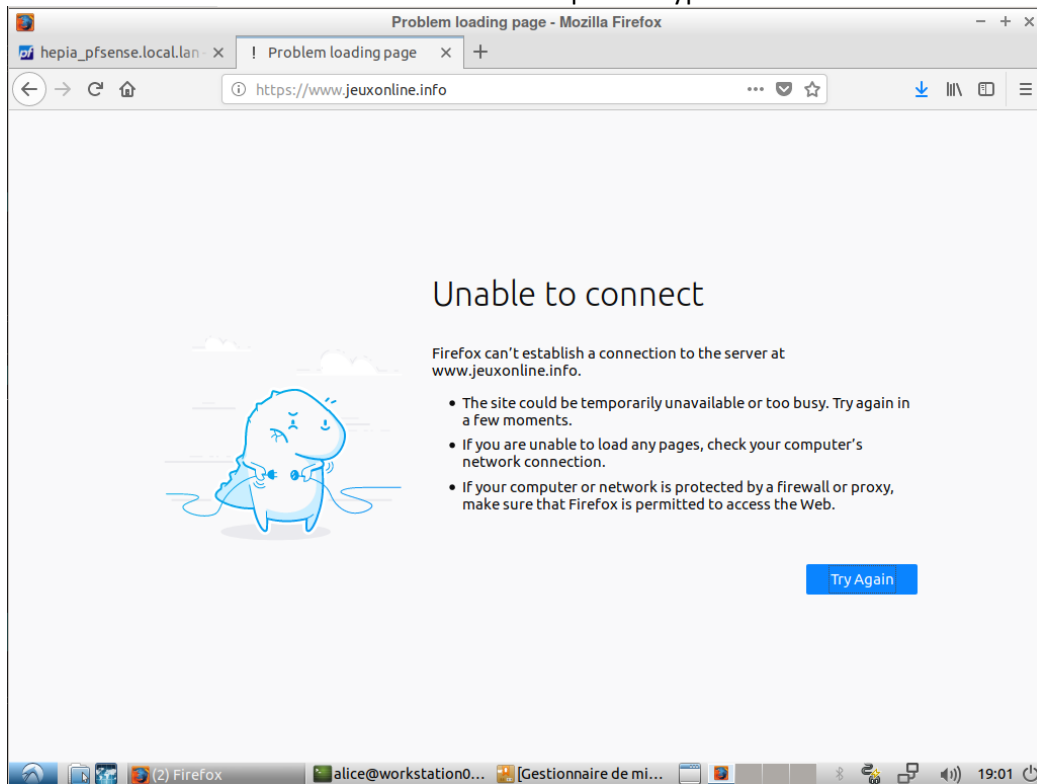 Problem loading page - Mozilla Firefox
hepia_pfsense.local.lan -
Problem loading page
https://www.jeuxonline.info
Unable to connect
Firefox can’t establish a connection to the server at
www.jeuxonline.info.
• The site could be temporarily unavailable or too busy. Try again in
a few moments.
• If you are unable to load any pages, check your computer’s
network connection.
• If your computer or network is protected by a firewall or proxy,
make sure that Firefox is permitted to access the Web.
Try Again
(2) Firefox
alice@workstation0...
[Gestionnaire de mi...
19:01